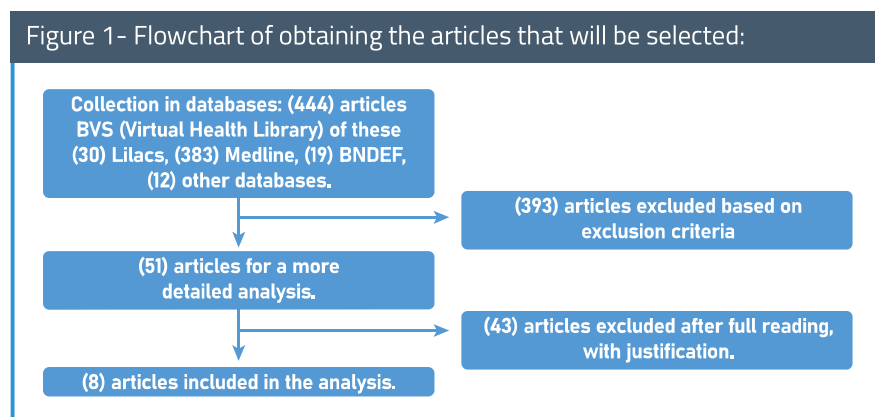 Figure 1- Flowchart of obtaining the articles that will be selected:
Collection in databases: (444) articles
BVS (Virtual Health Library) of these
(30) Lilacs, (383) Medline, (19) BNDEF,
(12) other databases.
(393) articles excluded based on
exclusion criteria
(51) articles for a more
detailed analysis.
(43) articles excluded after full reading,
with justification.
(8) articles included in the analysis.